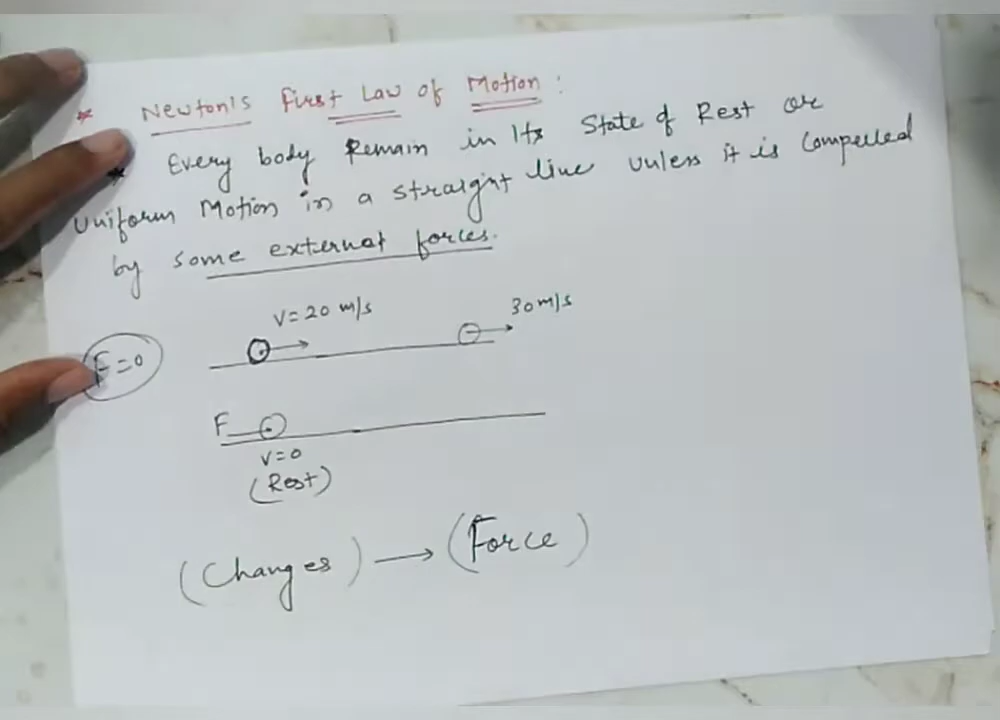 * Newton's First Law of Motion :
* Every body Remain in Its State of Rest or
Uniform Motion in a straight line unless it is Compelled
by some external forces.
V = 20 m/s
30 m/s
F = 0
F
V = 0
(Rest)
(Changes) → (Force)